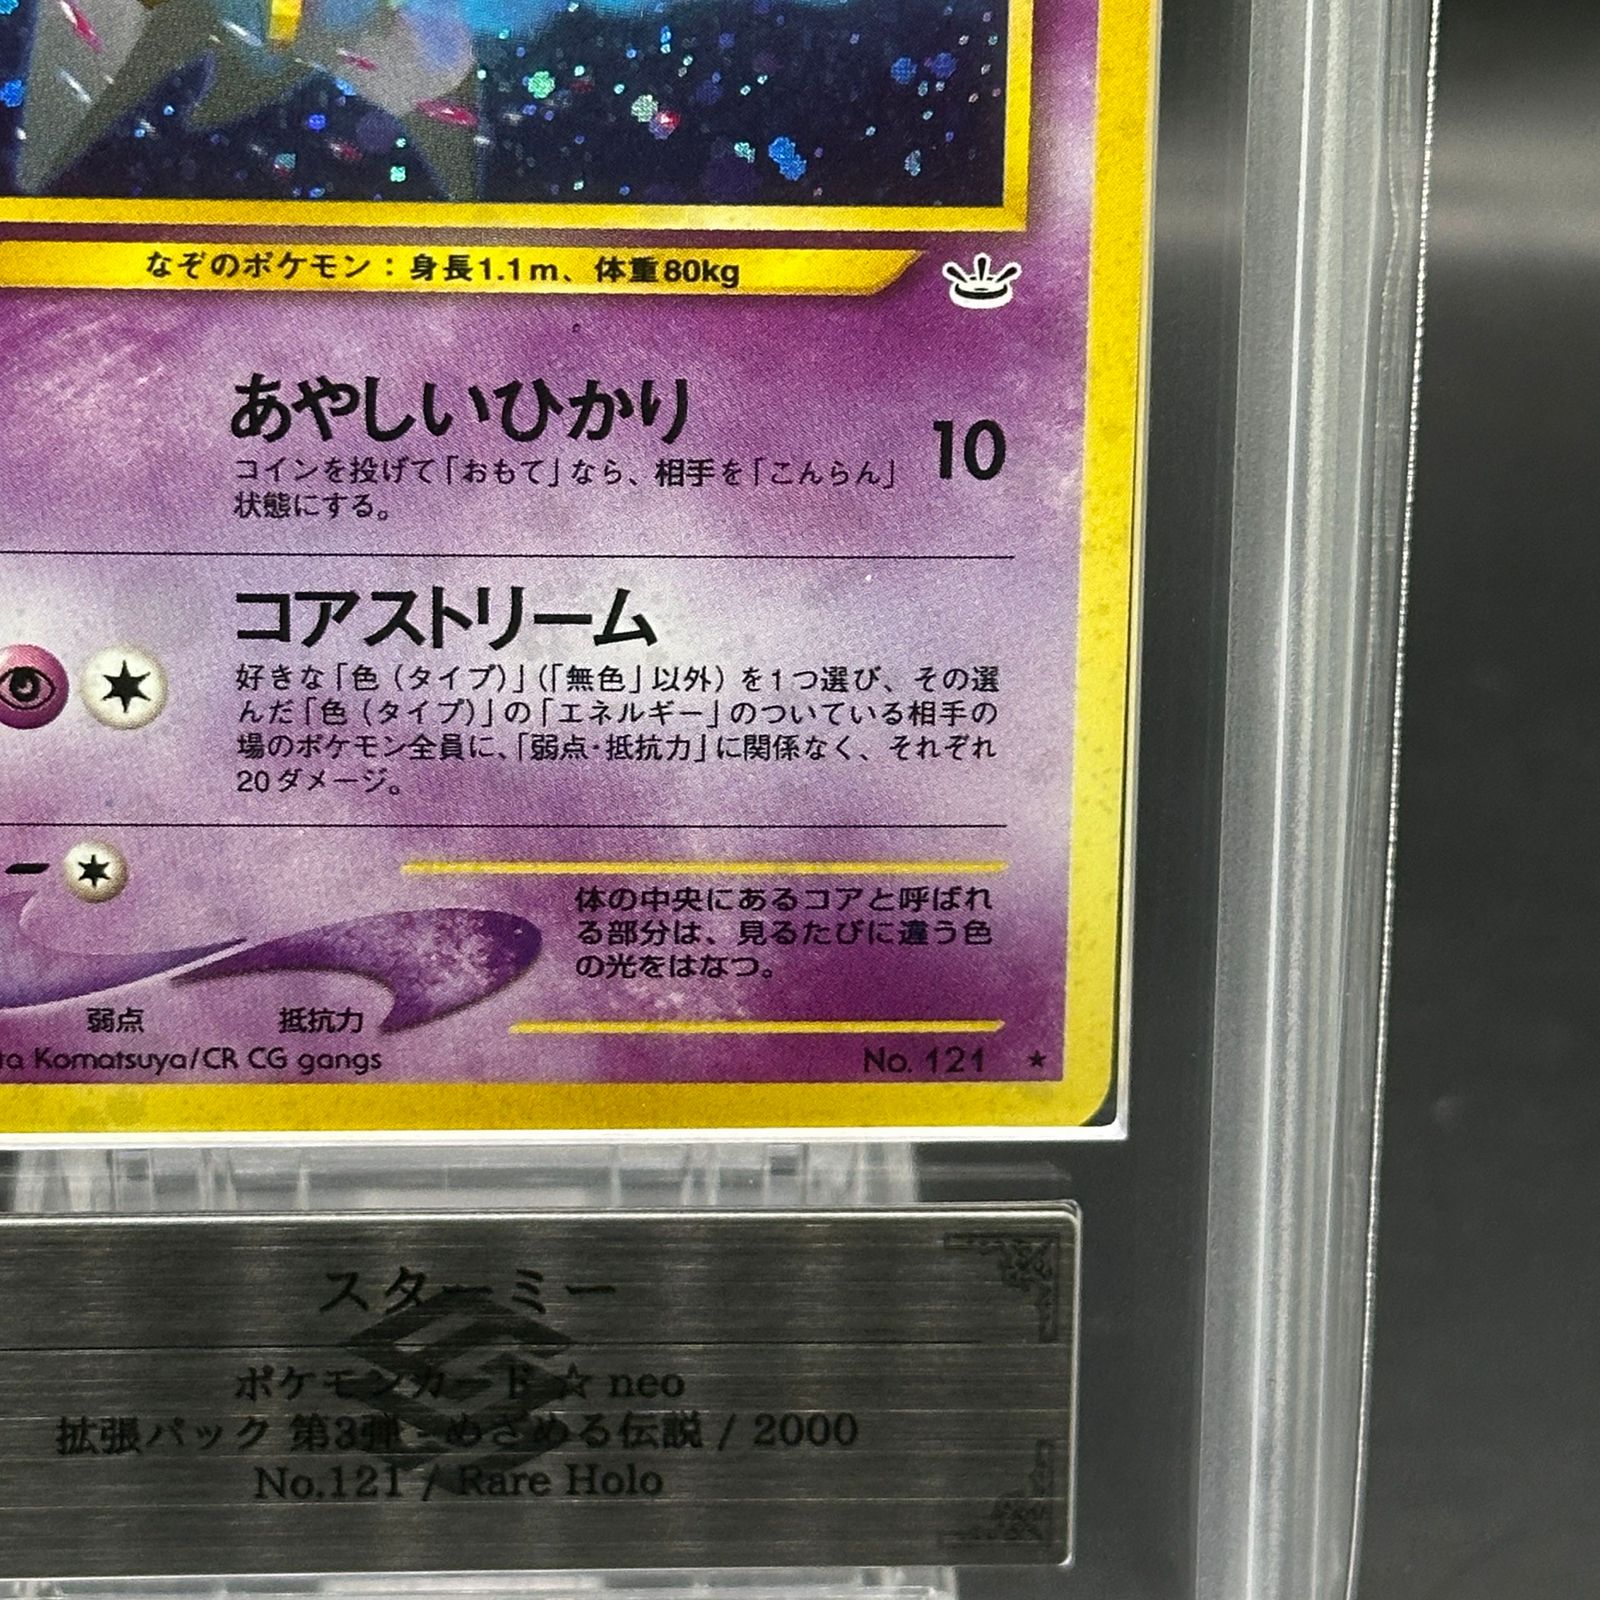 なぞのポケモン：身長1.1m、体重80kg
あやしいひかり
10
コインを投げて「おもて」なら、相手を「こんらん」
状態にする。
コアストリーム
好きな「色（タイプ）」（「無色」以外）を1つ選び、その選
んだ「色（タイプ）」の「エネルギー」のついている相手の
場のポケモン全員に、「弱点・抵抗力」に関係なく、それぞれ
20ダメージ。
体の中央にあるコアと呼ばれ
る部分は、見るたびに違う色
の光をはなつ。
弱点 抵抗力
ta Komatsuya/CR CG gangs
No. 121 ★
スターミー
ポケモンカード ☆ neo
拡張パック 第3弾 - めざめる伝説 / 2000
No.121 / Rare Holo